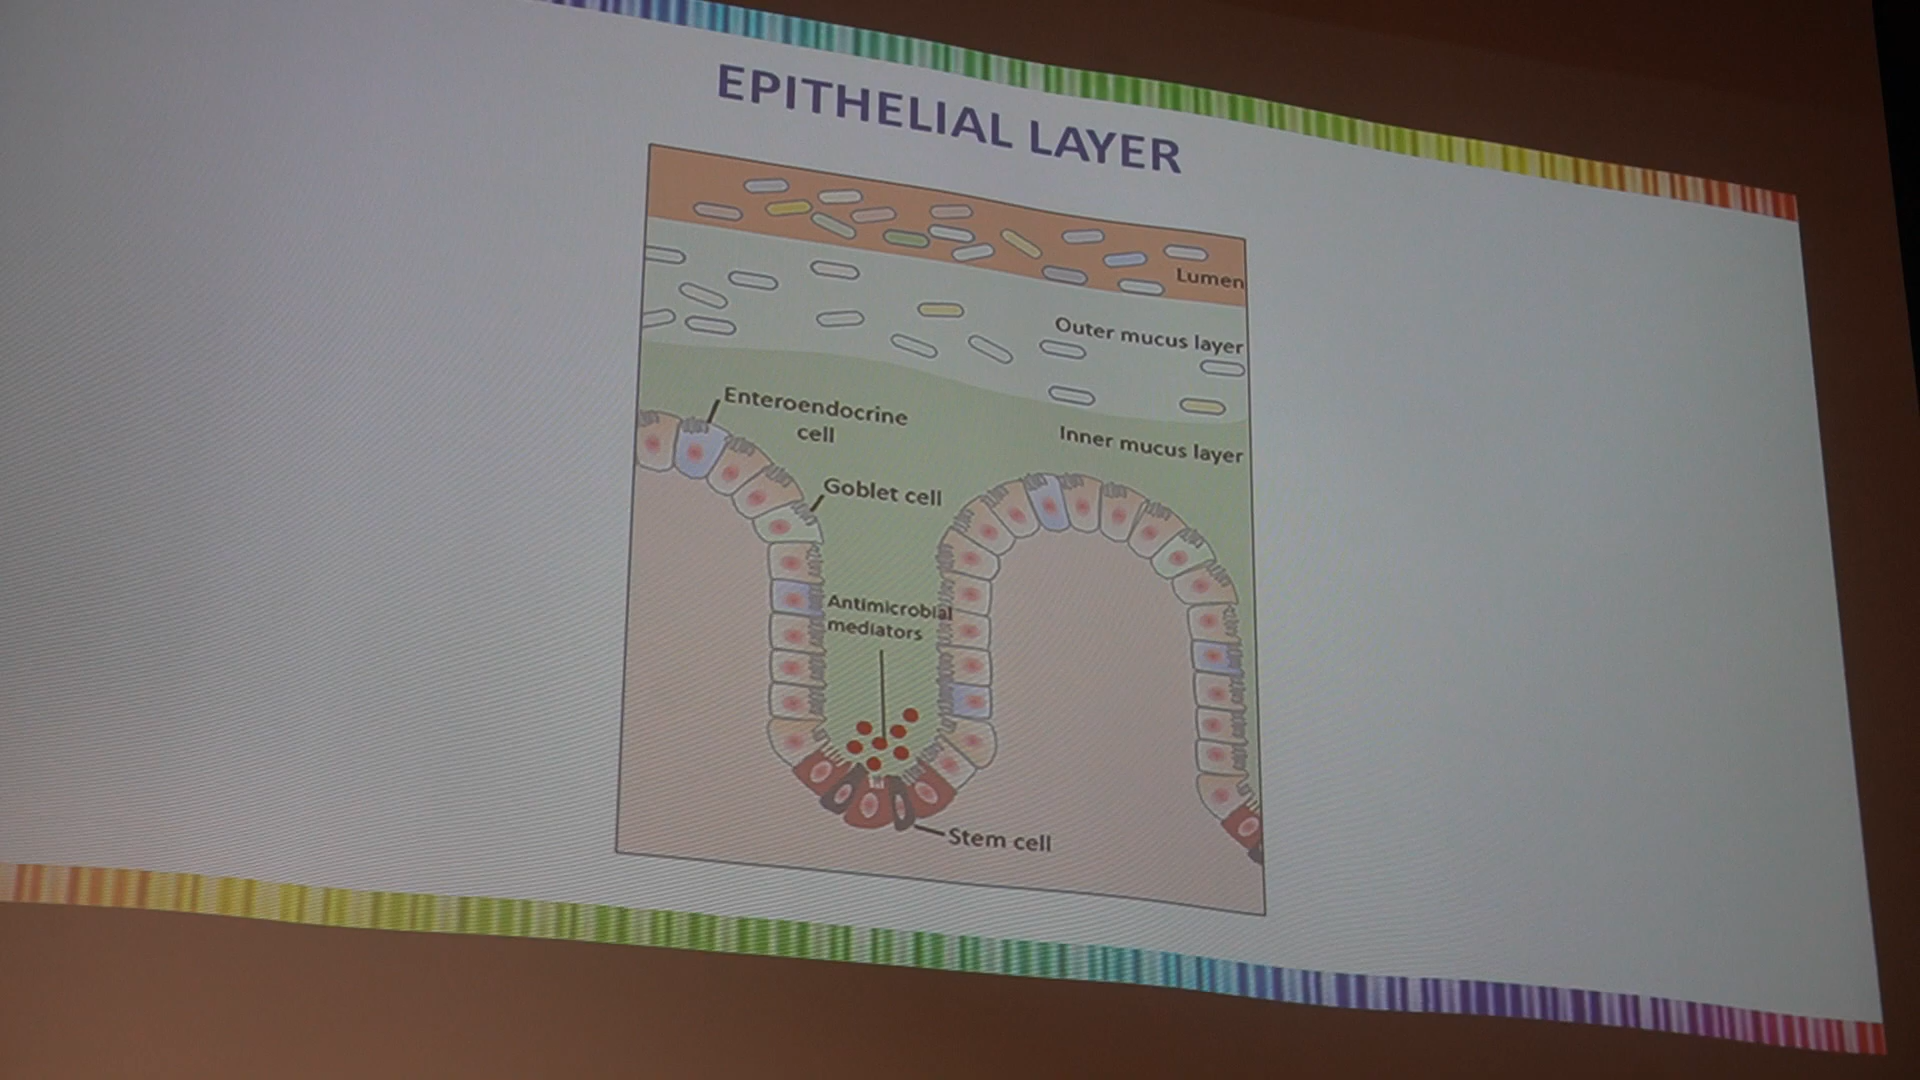 EPITHELIAL LAYER
Lumen
Outer mucus layer
Inner mucus layer
Enteroendocrine
cell
Goblet cell
Antimicrobial
mediators
Stem cell